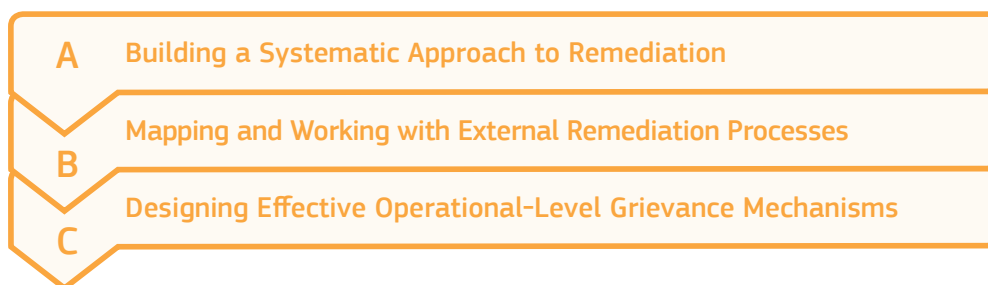 A Building a Systematic Approach to Remediation
Mapping and Working with External Remediation Processes
B
Designing Effective Operational-Level Grievance Mechanisms
C